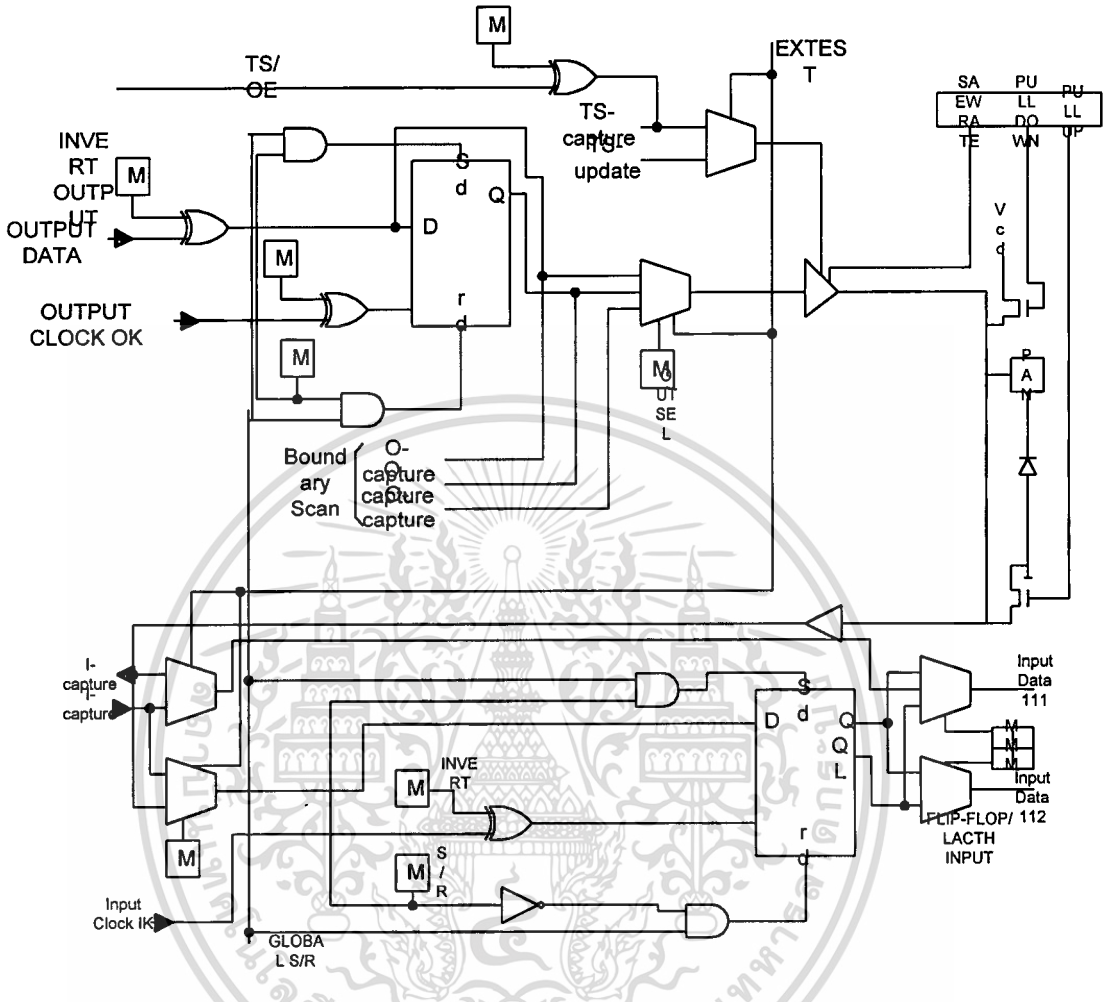 M
EXTES
T
TS/
OE
SA
EW
RA
TE
PU
LL
DO
WN
PU
LL
UP
TS-
capture
TS-
update
INVE
RT
OUTP
UT
M
S
d
Q
D
OUTPUT
DATA
V
c
d
M
OUTPUT
CLOCK OK
r
d
M
M
O
UT
SE
L
P
A
Bound
ary
Scan
O-
capture
O-
capture
O-
capture
I-
capture
I-
capture
Input
Data
111
S
d
D
Q
Q
L
M
M
M
INVE
RT
M
Input
Data
112
FLIP-FLOP/
LACTH
INPUT
r
d
M
S
/
R
M
Input
Clock IK
GLOBA
L S/R